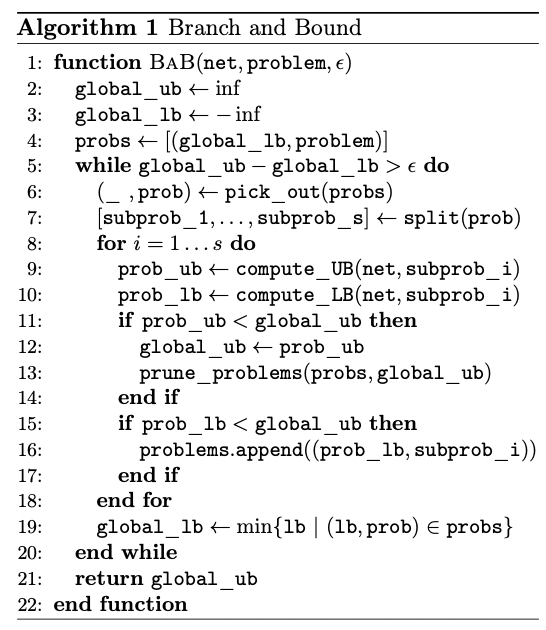 Algorithm 1 Branch and Bound
1: function BaB(net, problem, ϵ)
2: global_ub ← inf
3: global_lb ← − inf
4: probs ← [(global_lb, problem)]
5: while global_ub − global_lb > ϵ do
6: (_ , prob) ← pick_out(probs)
7: [subprob_1, . . . , subprob_s] ← split(prob)
8: for i = 1 . . . s do
9: prob_ub ← compute_UB(net, subprob_i)
10: prob_lb ← compute_LB(net, subprob_i)
11: if prob_ub < global_ub then
12: global_ub ← prob_ub
13: prune_problems(probs, global_ub)
14: end if
15: if prob_lb < global_ub then
16: problems.append((prob_lb, subprob_i))
17: end if
18: end for
19: global_lb ← min{lb | (lb, prob) ∈ probs}
20: end while
21: return global_ub
22: end function